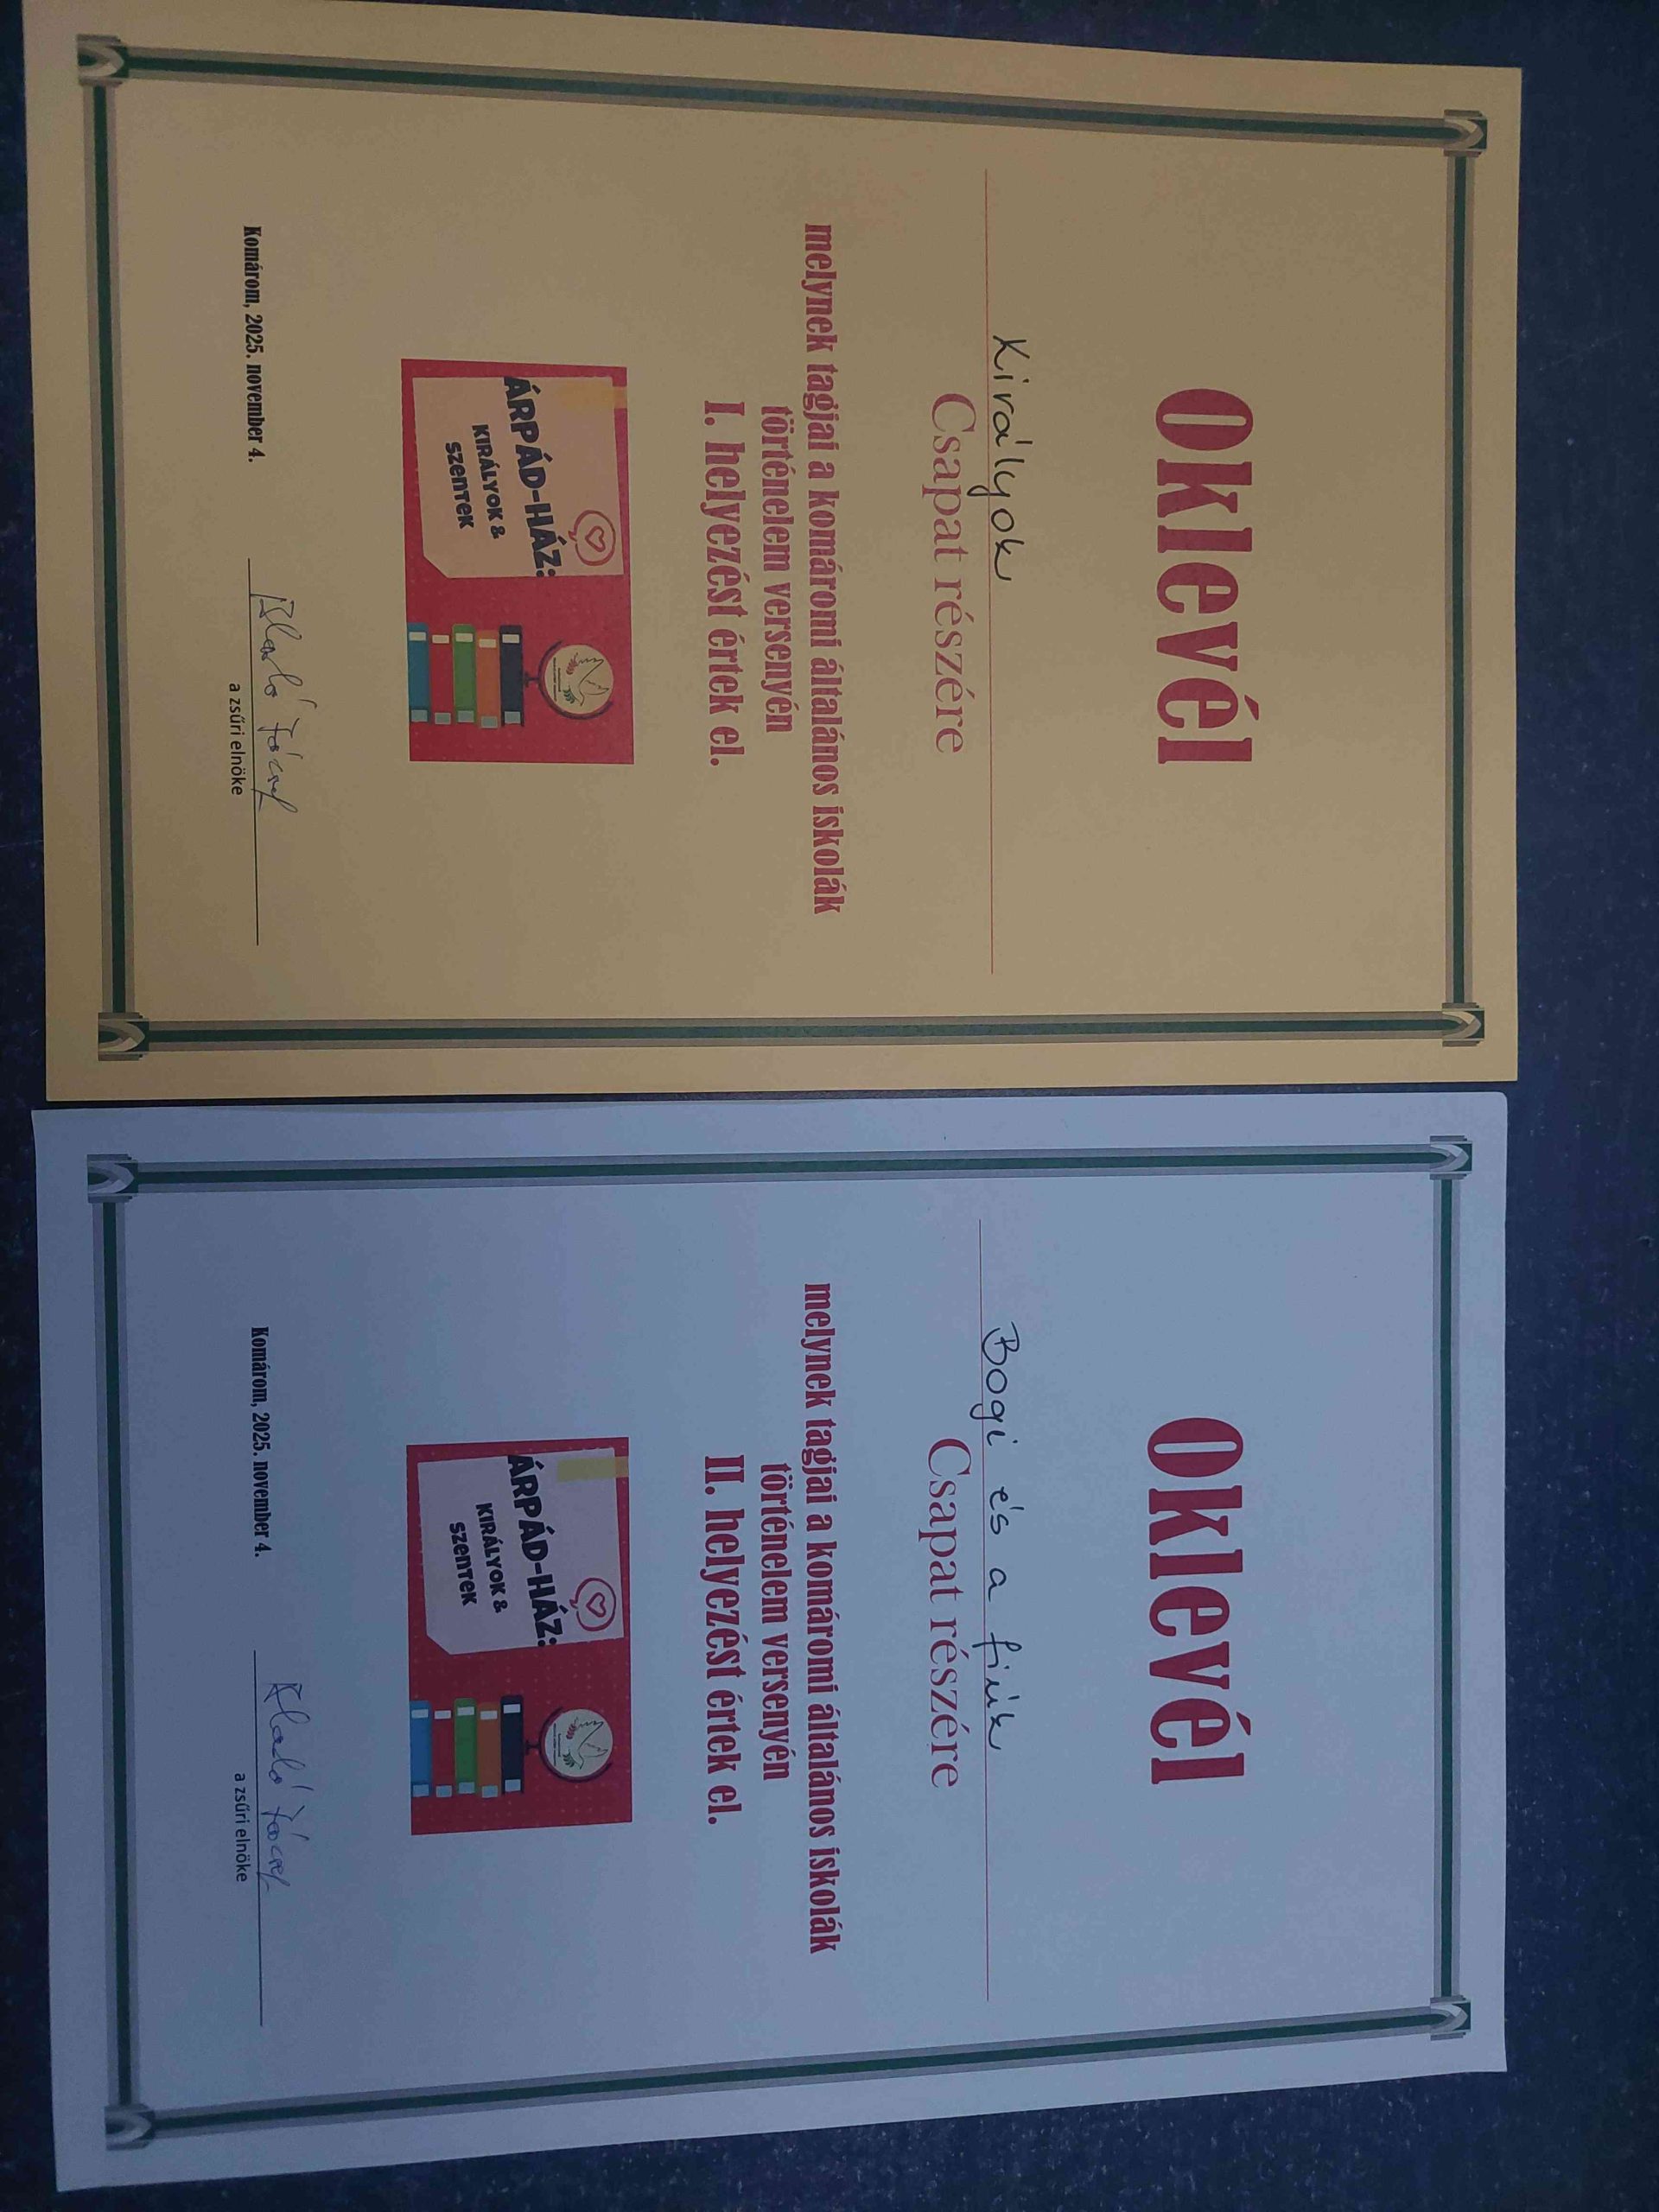 Oklevél
Királyok
Csapat részére
melynek tagjai a komáromi általános iskolák
történelem versenyén
I. helyezést értek el.
ÁRPÁD-HÁZ:
KIRÁLYOK &
SZENTEK
Komárom, 2025. november 4.
a zsűri elnöke
Oklevél
Bogi és a fiúk
Csapat részére
melynek tagjai a komáromi általános iskolák
történelem versenyén
II. helyezést értek el.
ÁRPÁD-HÁZ:
KIRÁLYOK &
SZENTEK
Komárom, 2025. november 4.
a zsűri elnöke